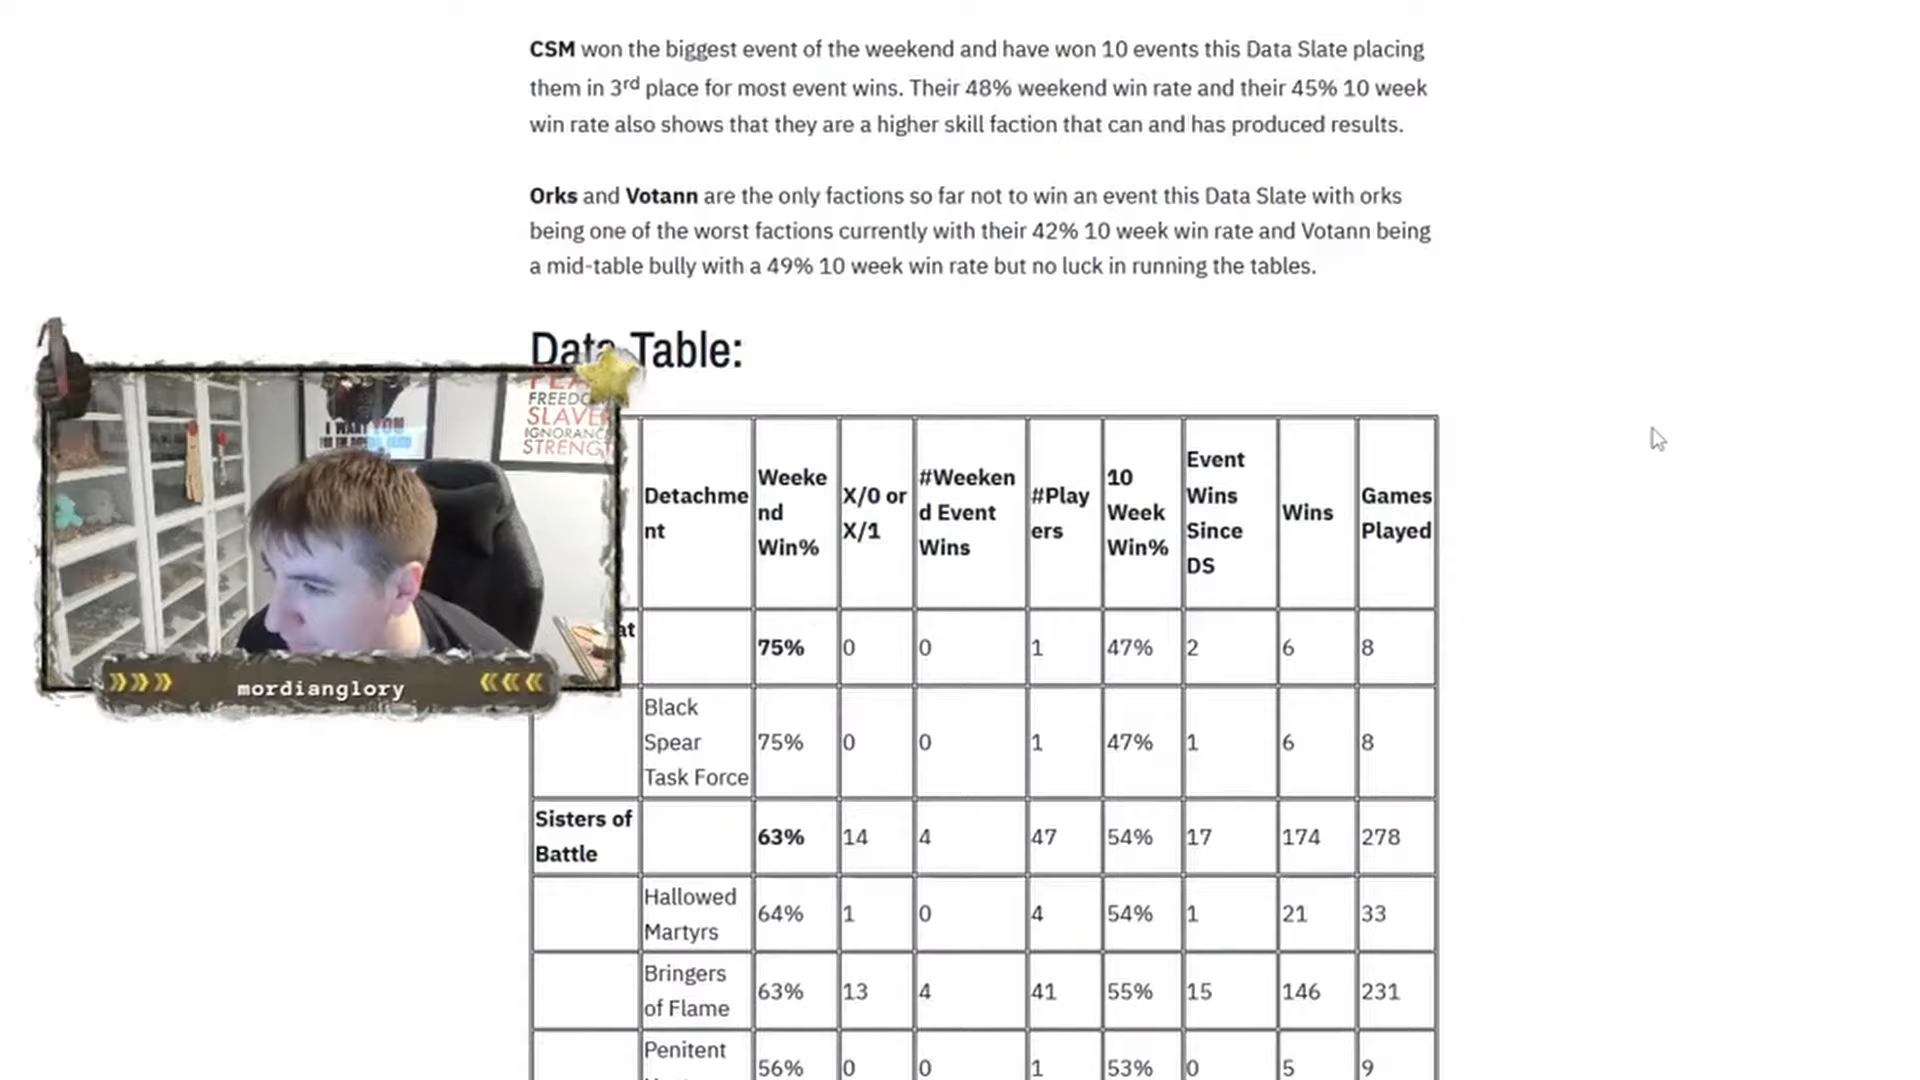 CSM won the biggest event of the weekend and have won 10 events this Data Slate placing
them in 3rd place for most event wins. Their 48% weekend win rate and their 45% 10 week
win rate also shows that they are a higher skill faction that can and has produced results.
Orks and Votann are the only factions so far not to win an event this Data Slate with orks
being one of the worst factions currently with their 42% 10 week win rate and Votann being
a mid-table bully with a 49% 10 week win rate but no luck in running the tables.
Data Table:
FREEDO
SLAVE
IGNORANC
STRENGT
I WANT YOU
mordianglory
Detachme
nt
Weeke
nd
Win%
X/0 or
X/1
#Weeken
d Event
Wins
#Play
ers
10
Week
Win%
Event
Wins
Since
DS
Wins
Games
Played
at
75% 0 0 1 47% 2 6 8
Black
Spear
Task Force
75% 0 0 1 47% 1 6 8
Sisters of
Battle
63% 14 4 47 54% 17 174 278
Hallowed
Martyrs
64% 1 0 4 54% 1 21 33
Bringers
of Flame
63% 13 4 41 55% 15 146 231
Penitent
56% 0 0 1 53% 0 5 9